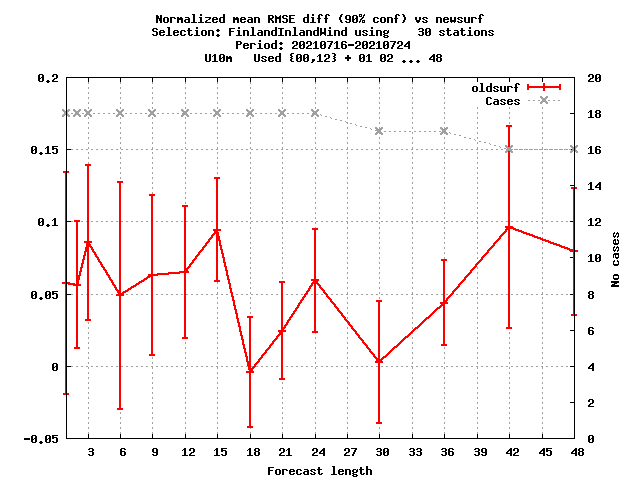 Normalized mean RMSE diff (90% conf) vs newsurf
Selection: FinlandInlandWind using    30 stations
Period: 20210716-20210724
U10m   Used {00,12} + 01 02 ... 48
0.2
0.15
0.1
0.05
0
-0.05
20
18
16
14
12
10
8
6
4
2
0
oldsurf
Cases
No cases
3 6 9 12 15 18 21 24 27 30 33 36 39 42 45 48
Forecast length